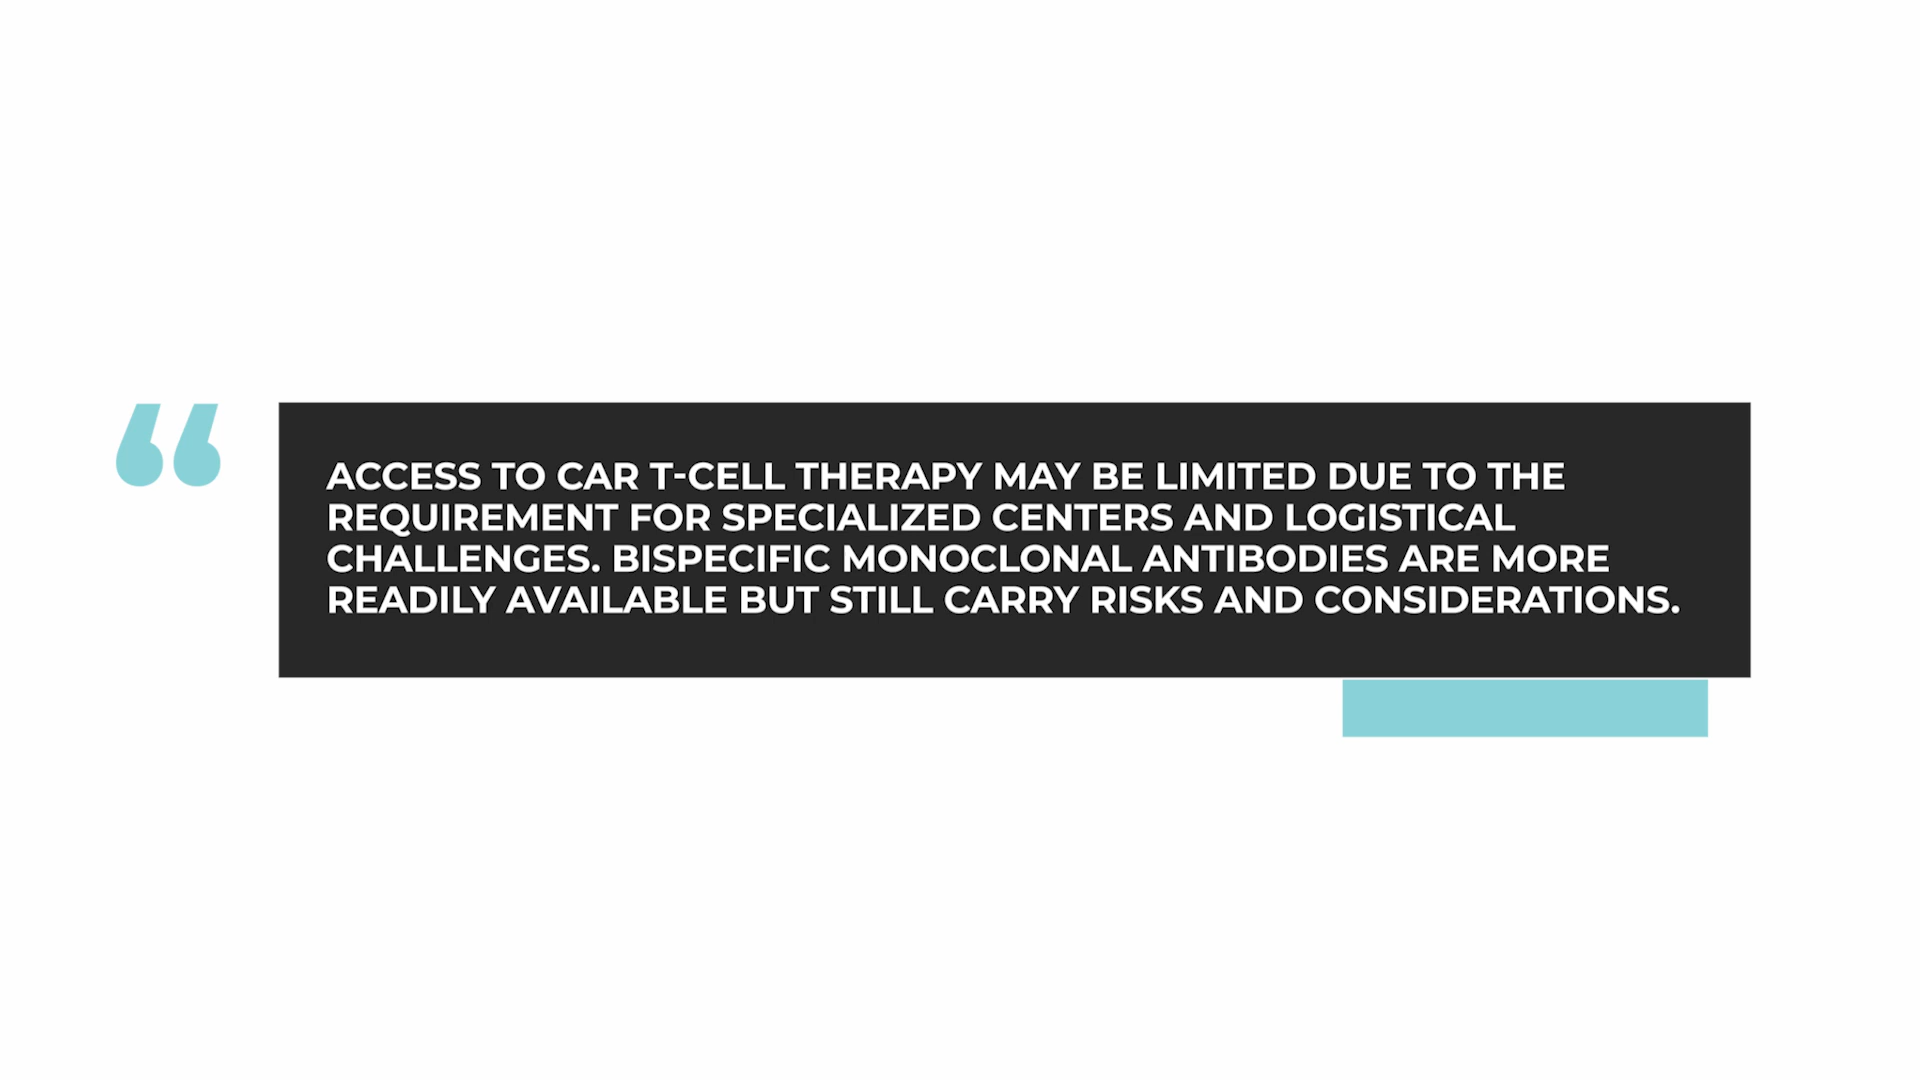 “
ACCESS TO CAR T-CELL THERAPY MAY BE LIMITED DUE TO THE
REQUIREMENT FOR SPECIALIZED CENTERS AND LOGISTICAL
CHALLENGES. BISPECIFIC MONOCLONAL ANTIBODIES ARE MORE
READILY AVAILABLE BUT STILL CARRY RISKS AND CONSIDERATIONS.